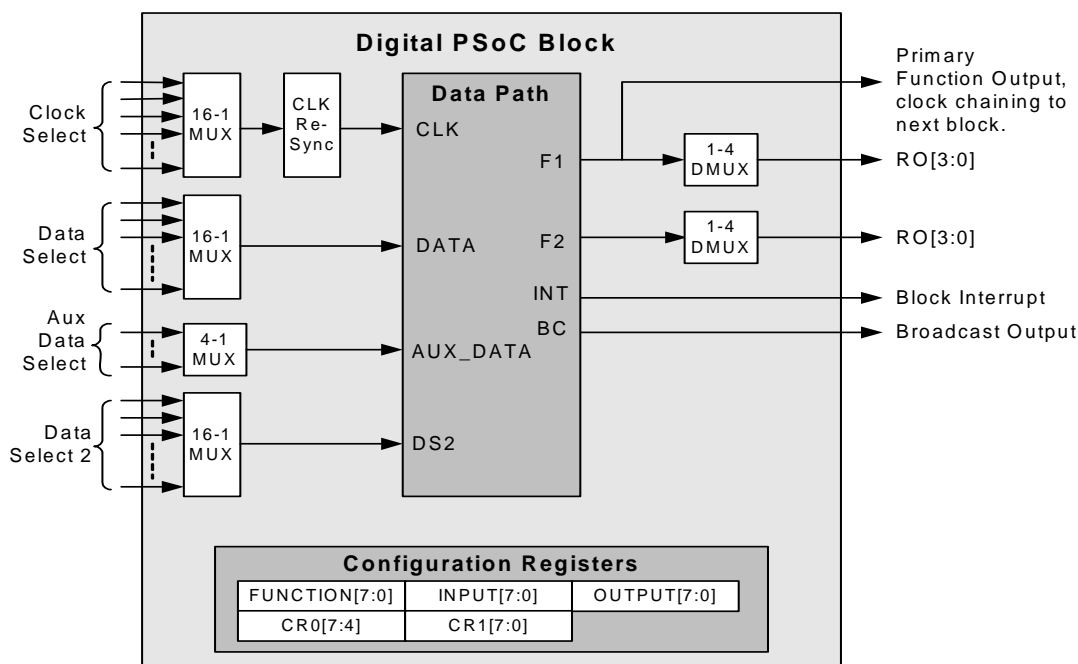 Digital PSoC Block
Clock
Select
16-1
MUX
CLK
Re-
Sync
Data Path
CLK
F1
Primary
Function Output,
clock chaining to
next block.
1-4
DMUX
RO[3:0]
Data
Select
16-1
MUX
DATA
F2
1-4
DMUX
RO[3:0]
INT
Block Interrupt
BC
Broadcast Output
Aux
Data
Select
4-1
MUX
AUX_DATA
Data
Select 2
16-1
MUX
DS2
Configuration Registers
FUNCTION[7:0]
INPUT[7:0]
OUTPUT[7:0]
CR0[7:4]
CR1[7:0]